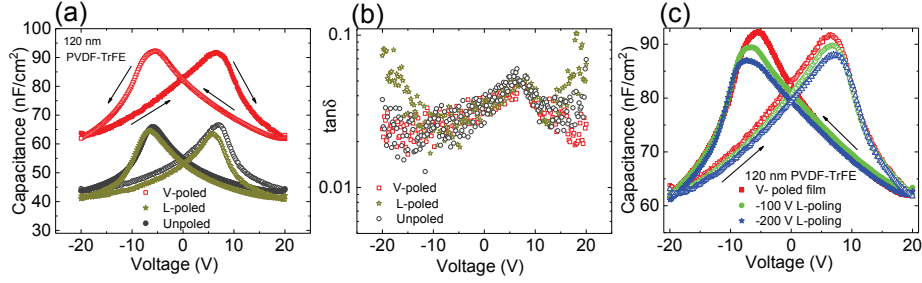 (a)
120 nm
PVDF-TrFE
V-poled
L-poled
Unpoled
Capacitance (nF/cm²)
100
90
80
70
60
50
40
30
-20 -10 0 10 20
Voltage (V)
(b)
tanδ
0.1
0.01
V-poled
L-poled
Unpoled
-20 -10 0 10 20
Voltage (V)
(c)
Capacitance (nF/cm²)
90
80
70
60
120 nm PVDF-TrFE
V- poled film
-100 V L-poling
-200 V L-poling
-20 -10 0 10 20
Voltage (V)